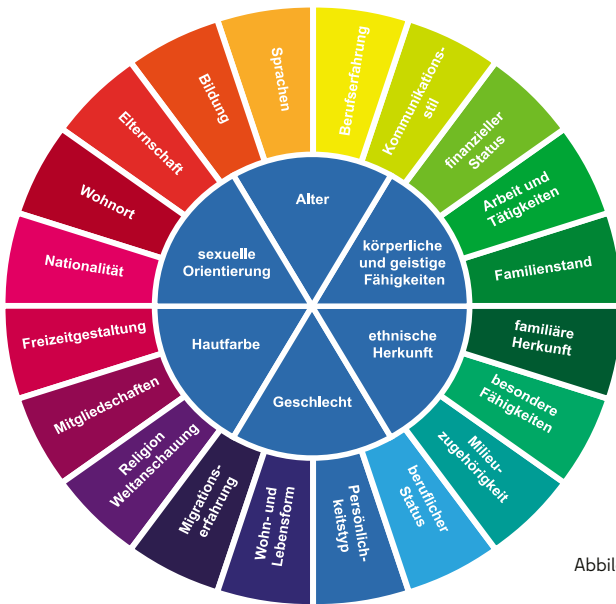 Sprachen
Berufserfahrung
Kommunikations-
stil
finanzieller
Status
Arbeit und
Tätigkeiten
Familienstand
familiäre
Herkunft
besondere
Fähigkeiten
Milieu-
zugehörigkeit
beruflicher
Status
Persönlich-
keitstyp
Wohn- und
Lebensform
Migrations-
erfahrung
Religion
Weltanschauung
Mitgliedschaften
Freizeitgestaltung
Nationalität
Wohnort
Elternschaft
Bildung
Alter
körperliche
und geistige
Fähigkeiten
ethnische
Herkunft
Geschlecht
Hautfarbe
sexuelle
Orientierung
Abbil